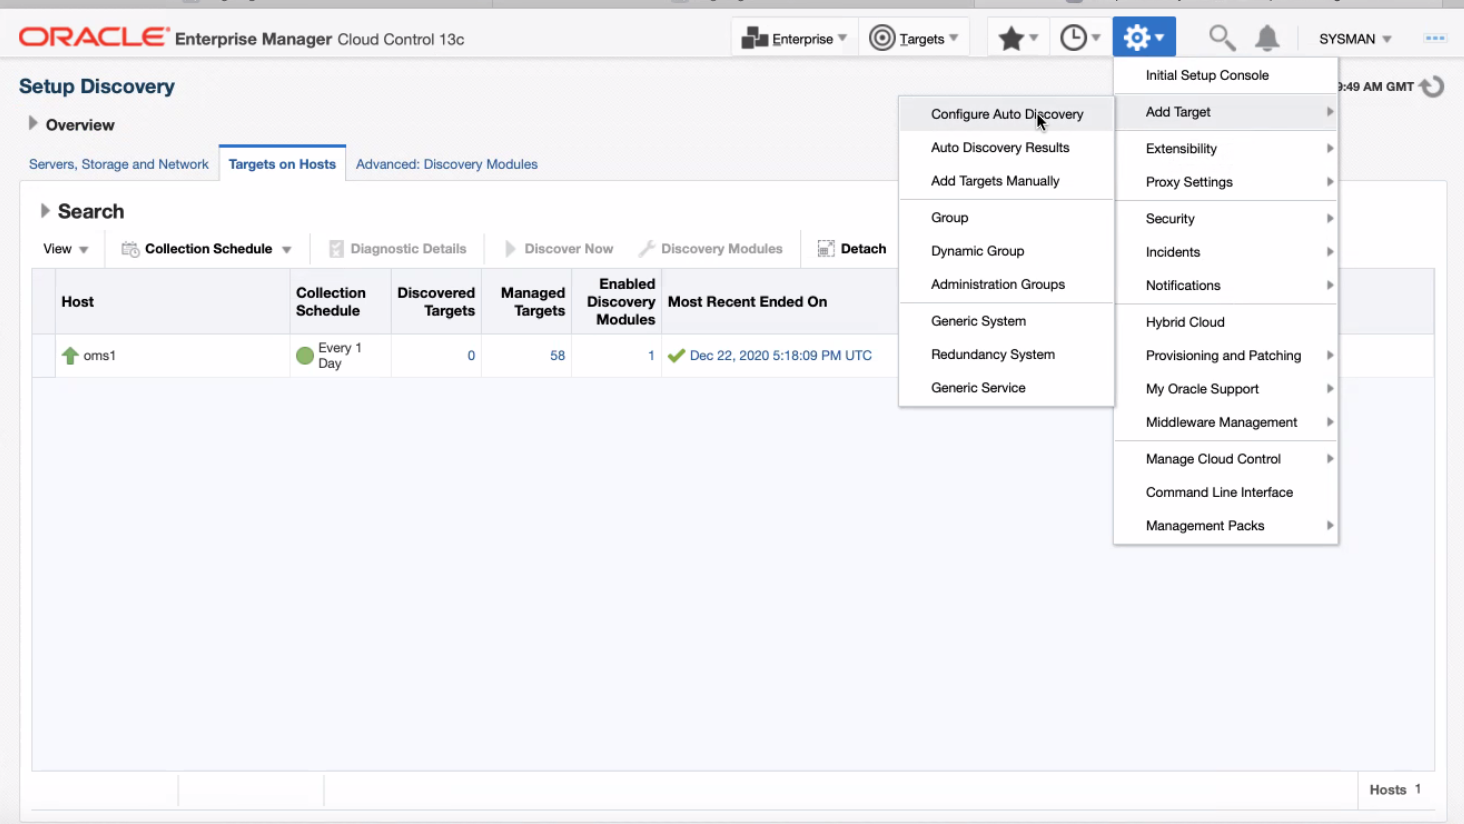 ORACLE Enterprise Manager Cloud Control 13c
Enterprise
Targets
SYSMAN
Setup Discovery
9:49 AM GMT
Overview
Servers, Storage and Network
Targets on Hosts
Advanced: Discovery Modules
Search
View
Collection Schedule
Diagnostic Details
Discover Now
Discovery Modules
Detach
Host
Collection
Schedule
Discovered
Targets
Managed
Targets
Enabled
Discovery
Modules
Most Recent Ended On
oms1
Every 1
Day
0
58
1
Dec 22, 2020 5:18:09 PM UTC
Configure Auto Discovery
Auto Discovery Results
Add Targets Manually
Group
Dynamic Group
Administration Groups
Generic System
Redundancy System
Generic Service
Initial Setup Console
Add Target
Extensibility
Proxy Settings
Security
Incidents
Notifications
Hybrid Cloud
Provisioning and Patching
My Oracle Support
Middleware Management
Manage Cloud Control
Command Line Interface
Management Packs
Hosts 1